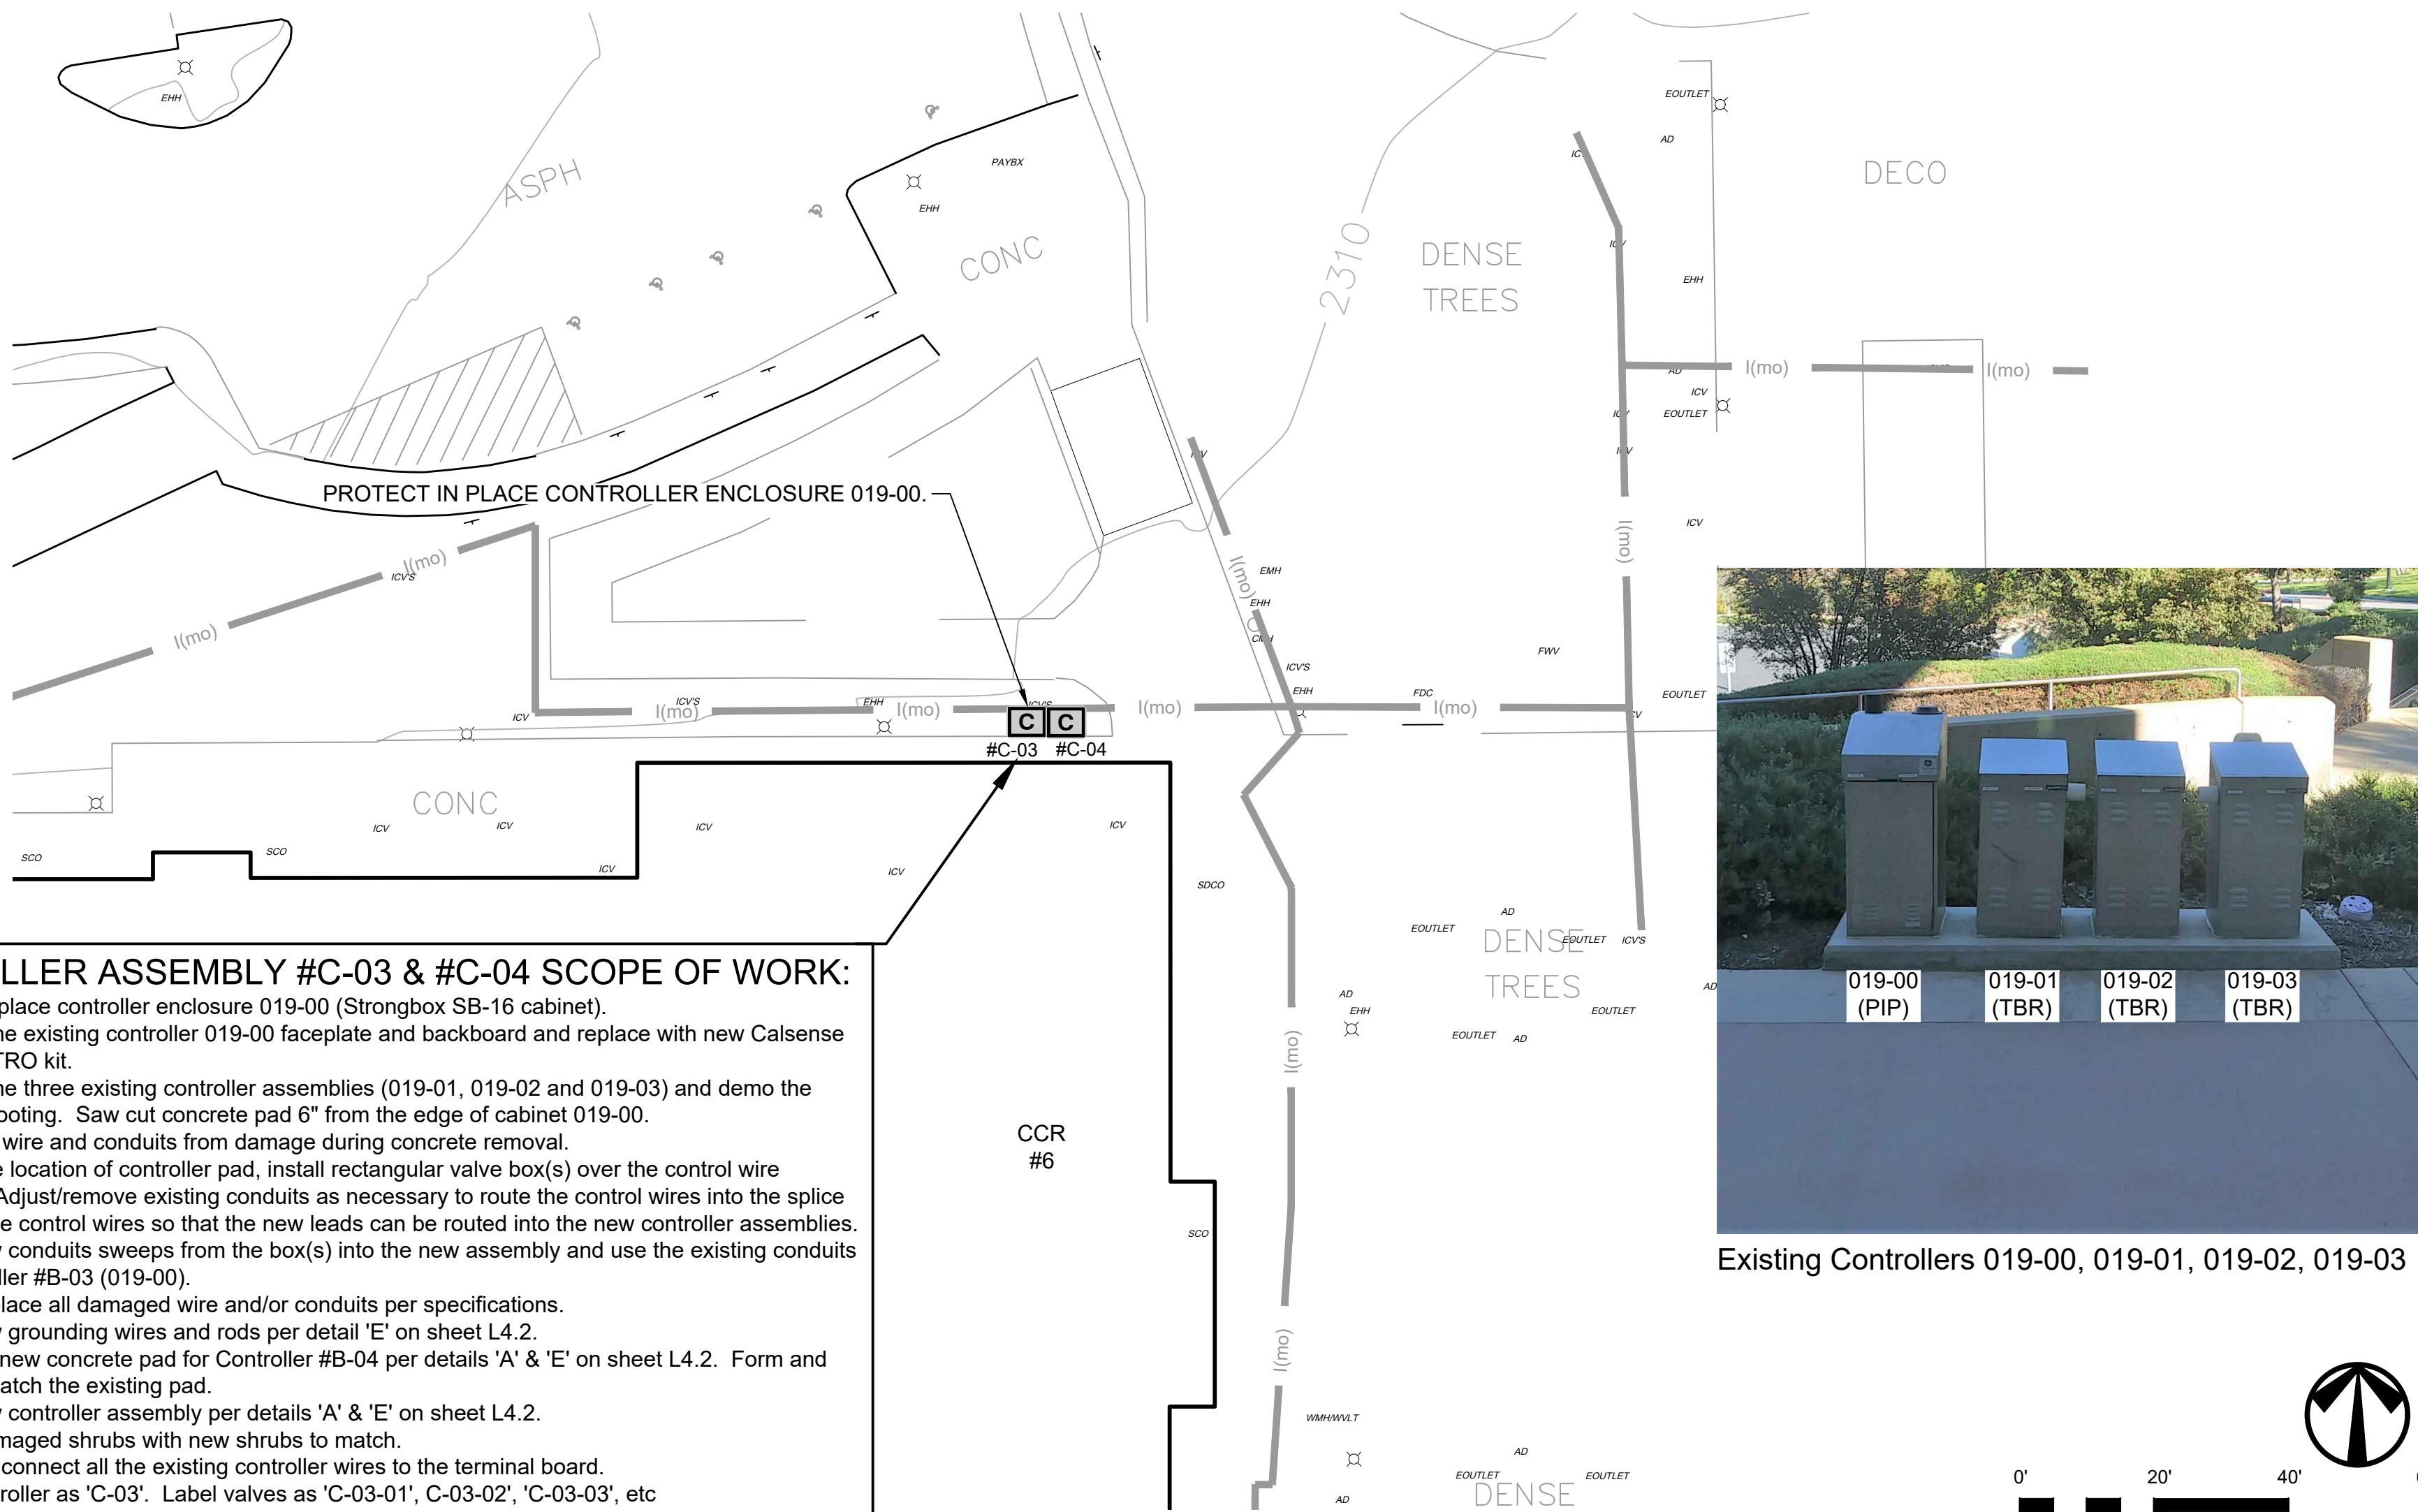 EHH
ASPH
PAYBX
EHH
CONC
2310
DENSE
TREES
EOUTLET
AD
DECO
EHH
I(mo)
I(mo)
AD
ICV
EOUTLET
ICV
PROTECT IN PLACE CONTROLLER ENCLOSURE 019-00.
I(mo)
ICV'S
I(mo)
I(mo)
I(mo)
EMH
EHH
ICV'S
EHH
FWV
FDC
EOUTLET
ICV
ICV'S
I(mo)
EHH
I(mo)
C
C
I(mo)
I(mo)
#C-03
#C-04
CONC
ICV
ICV
ICV
ICV
SCO
SCO
ICV
ICV
SDCO
AD
EOUTLET
DENSE
TREES
EOUTLET
ICV'S
AD
AD
EHH
EOUTLET
EOUTLET
AD
I(mo)
I(mo)
CCR
#6
SCO
WMH/WVLT
AD
EOUTLET
EOUTLET
DENSE
AD
LLER ASSEMBLY #C-03 & #C-04 SCOPE OF WORK:
place controller enclosure 019-00 (Strongbox SB-16 cabinet).
he existing controller 019-00 faceplate and backboard and replace with new Calsense
TRO kit.
he three existing controller assemblies (019-01, 019-02 and 019-03) and demo the
ooting. Saw cut concrete pad 6" from the edge of cabinet 019-00.
wire and conduits from damage during concrete removal.
e location of controller pad, install rectangular valve box(s) over the control wire
Adjust/remove existing conduits as necessary to route the control wires into the splice
e control wires so that the new leads can be routed into the new controller assemblies.
w conduits sweeps from the box(s) into the new assembly and use the existing conduits
ller #B-03 (019-00).
place all damaged wire and/or conduits per specifications.
w grounding wires and rods per detail 'E' on sheet L4.2.
new concrete pad for Controller #B-04 per details 'A' & 'E' on sheet L4.2. Form and
atch the existing pad.
w controller assembly per details 'A' & 'E' on sheet L4.2.
maged shrubs with new shrubs to match.
connect all the existing controller wires to the terminal board.
troller as 'C-03'. Label valves as 'C-03-01', C-03-02', 'C-03-03', etc
019-00
(PIP)
019-01
(TBR)
019-02
(TBR)
019-03
(TBR)
Existing Controllers 019-00, 019-01, 019-02, 019-03
0'
20'
40'